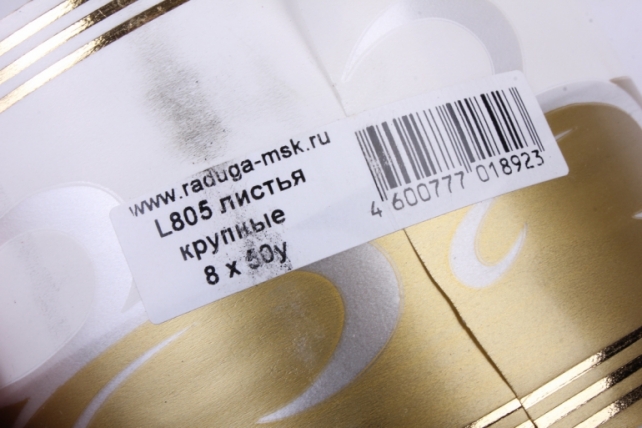 www.raduga-msk.ru
L805 листья
крупные
8 x 50y
4 600777 018923